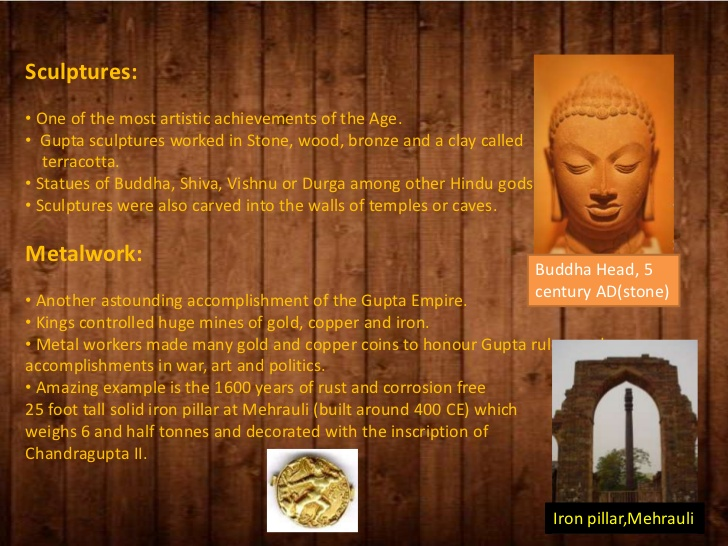 Sculptures:
• One of the most artistic achievements of the Age.
• Gupta sculptures worked in Stone, wood, bronze and a clay called
terracotta.
• Statues of Buddha, Shiva, Vishnu or Durga among other Hindu gods
• Sculptures were also carved into the walls of temples or caves.
Buddha Head, 5
century AD(stone)
Metalwork:
• Another astounding accomplishment of the Gupta Empire.
• Kings controlled huge mines of gold, copper and iron.
• Metal workers made many gold and copper coins to honour Gupta
accomplishments in war, art and politics.
• Amazing example is the 1600 years of rust and corrosion free
25 foot tall solid iron pillar at Mehrauli (built around 400 CE) which
weighs 6 and half tonnes and decorated with the inscription of
Chandragupta II.
Iron pillar,Mehrauli